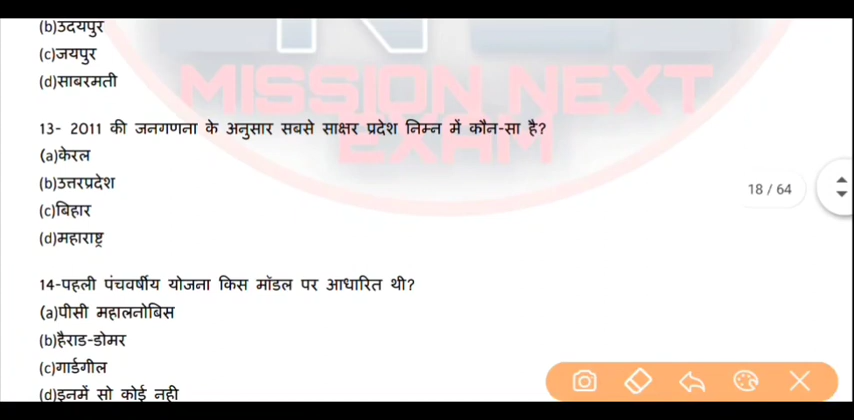 (b)उदयपुर
(c)जयपुर
(d)साबरमती
MISSION NEXT
EXAM
13- 2011 की जनगणना के अनुसार सबसे साक्षर प्रदेश निम्न में कौन-सा है?
(a)केरल
(b)उत्तरप्रदेश
18 / 64
(c)बिहार
(d)महाराष्ट्र
14-पहली पंचवर्षीय योजना किस मॉडल पर आधारित थी?
(a)पीसी महालनोबिस
(b)हैराड-डोमर
(c)गार्डगील
(d)इनमें सो कोई नही